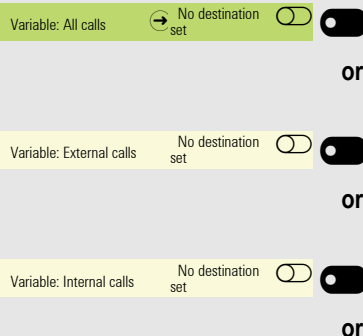 Variable: All calls No destination
set
or
Variable: External calls No destination
set
or
Variable: Internal calls No destination
set
or